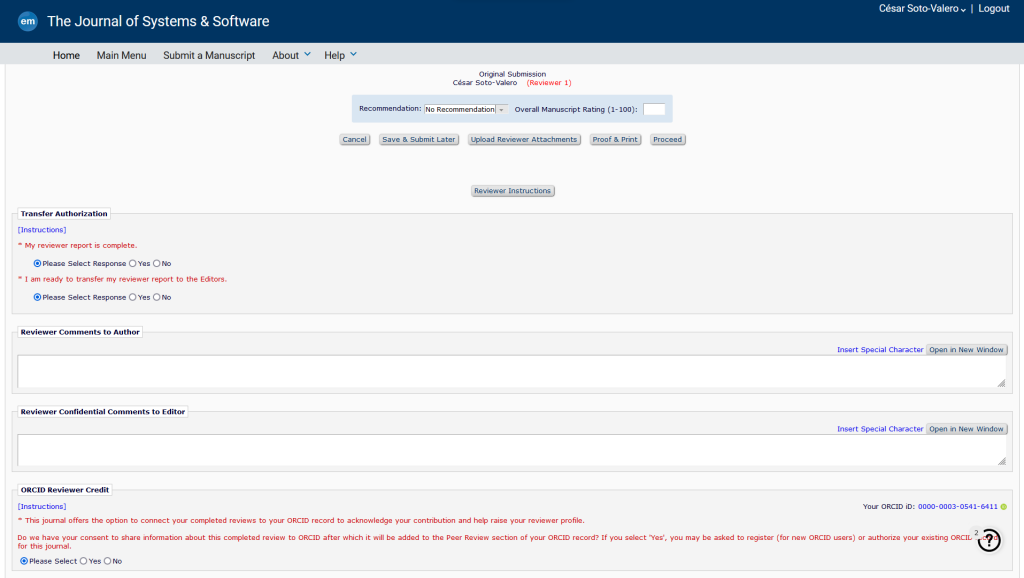 em The Journal of Systems & Software
César Soto-Valero | Logout
Home Main Menu Submit a Manuscript About Help
Original Submission
César Soto-Valero (Reviewer 1)
Recommendation: No Recommendation Overall Manuscript Rating (1-100):
Cancel Save & Submit Later Upload Reviewer Attachments Proof & Print Proceed
Reviewer Instructions
Transfer Authorization
[Instructions]
* My reviewer report is complete.
Please Select Response Yes No
* I am ready to transfer my reviewer report to the Editors.
Please Select Response Yes No
Reviewer Comments to Author
Insert Special Character Open in New Window
Reviewer Confidential Comments to Editor
Insert Special Character Open in New Window
ORCID Reviewer Credit
[Instructions]
Your ORCID iD: 0000-0003-0541-6411
* This journal offers the option to connect your completed reviews to your ORCID record to acknowledge your contribution and help raise your reviewer profile.
Do we have your consent to share information about this completed review to ORCID after which it will be added to the Peer Review section of your ORCID record? If you select 'Yes', you may be asked to register (for new ORCID users) or authorize your existing
for this journal.
2 ?
Please Select Yes No